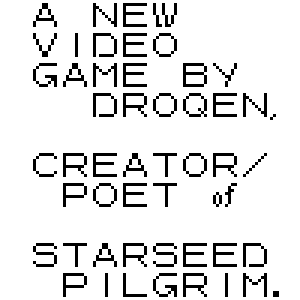 A NEW
VIDEO
GAME BY
DROQEN,
CREATOR/
POET of
STARSEED
PILGRIM.